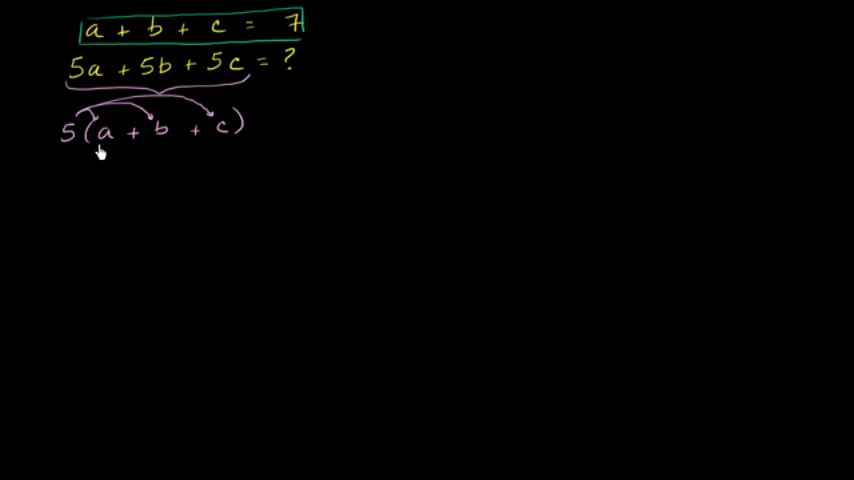 a + b + c = 7
5a + 5b + 5c = ?
5(a + b + c)